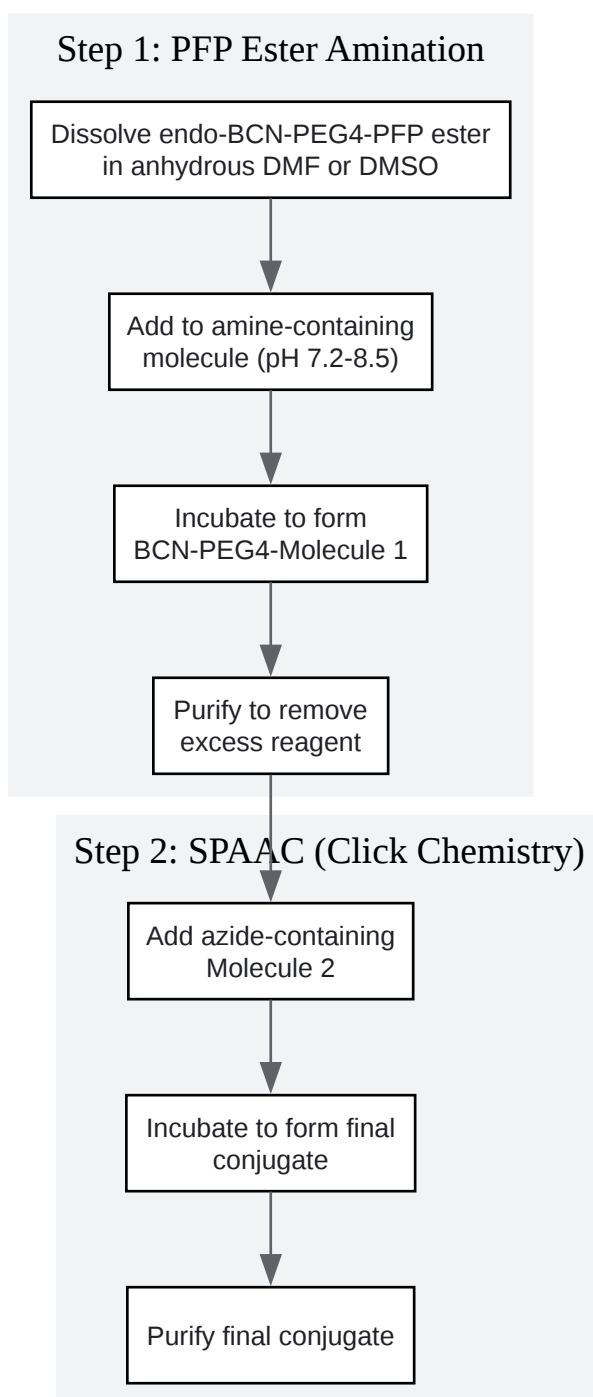 Step 1: PFP Ester Amination
Dissolve endo-BCN-PEG4-PFP ester
in anhydrous DMF or DMSO
Add to amine-containing
molecule (pH 7.2-8.5)
Incubate to form
BCN-PEG4-Molecule 1
Purify to remove
excess reagent
Step 2: SPAAC (Click Chemistry)
Add azide-containing
Molecule 2
Incubate to form final
conjugate
Purify final conjugate